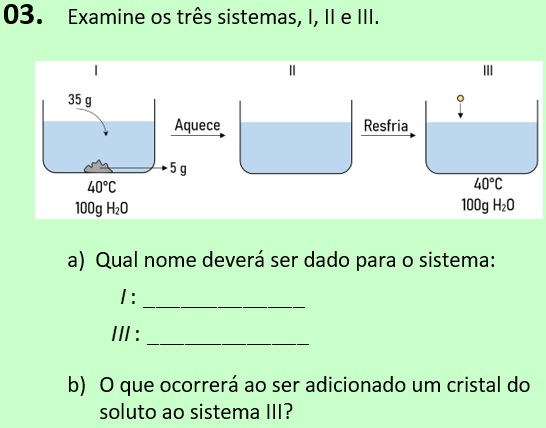 03. Examine os três sistemas, I, II e III.
I II III
35 g
Aquece Resfria
5 g
40°C 40°C
100g H₂O 100g H₂O
a) Qual nome deverá ser dado para o sistema:
I : _______________
III : _______________
b) O que ocorrerá ao ser adicionado um cristal do
soluto ao sistema III?